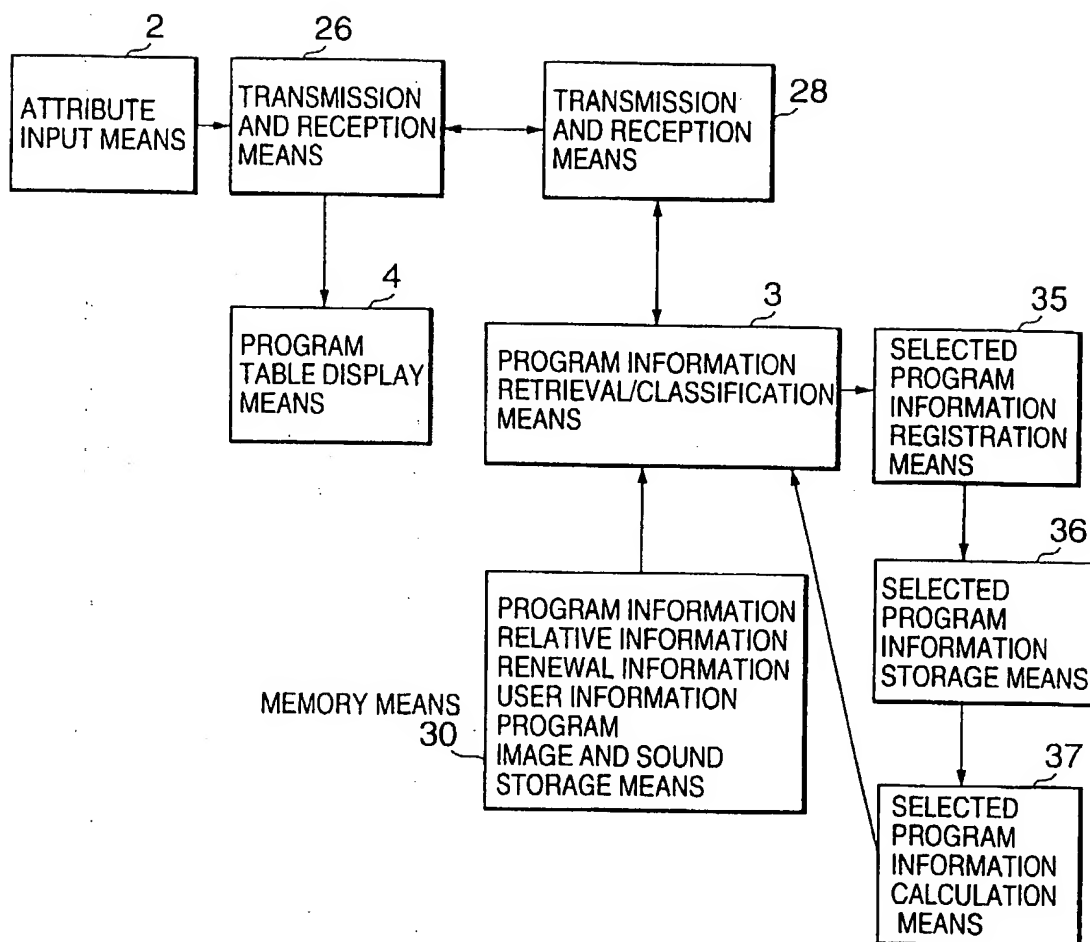 2
ATTRIBUTE
INPUT MEANS
26
TRANSMISSION
AND RECEPTION
MEANS
28
TRANSMISSION
AND RECEPTION
MEANS
4
PROGRAM
TABLE DISPLAY
MEANS
3
PROGRAM INFORMATION
RETRIEVAL/CLASSIFICATION
MEANS
35
SELECTED
PROGRAM
INFORMATION
REGISTRATION
MEANS
36
SELECTED
PROGRAM
INFORMATION
STORAGE MEANS
MEMORY MEANS
30
PROGRAM INFORMATION
RELATIVE INFORMATION
RENEWAL INFORMATION
USER INFORMATION
PROGRAM
IMAGE AND SOUND
STORAGE MEANS
37
SELECTED
PROGRAM
INFORMATION
CALCULATION
MEANS